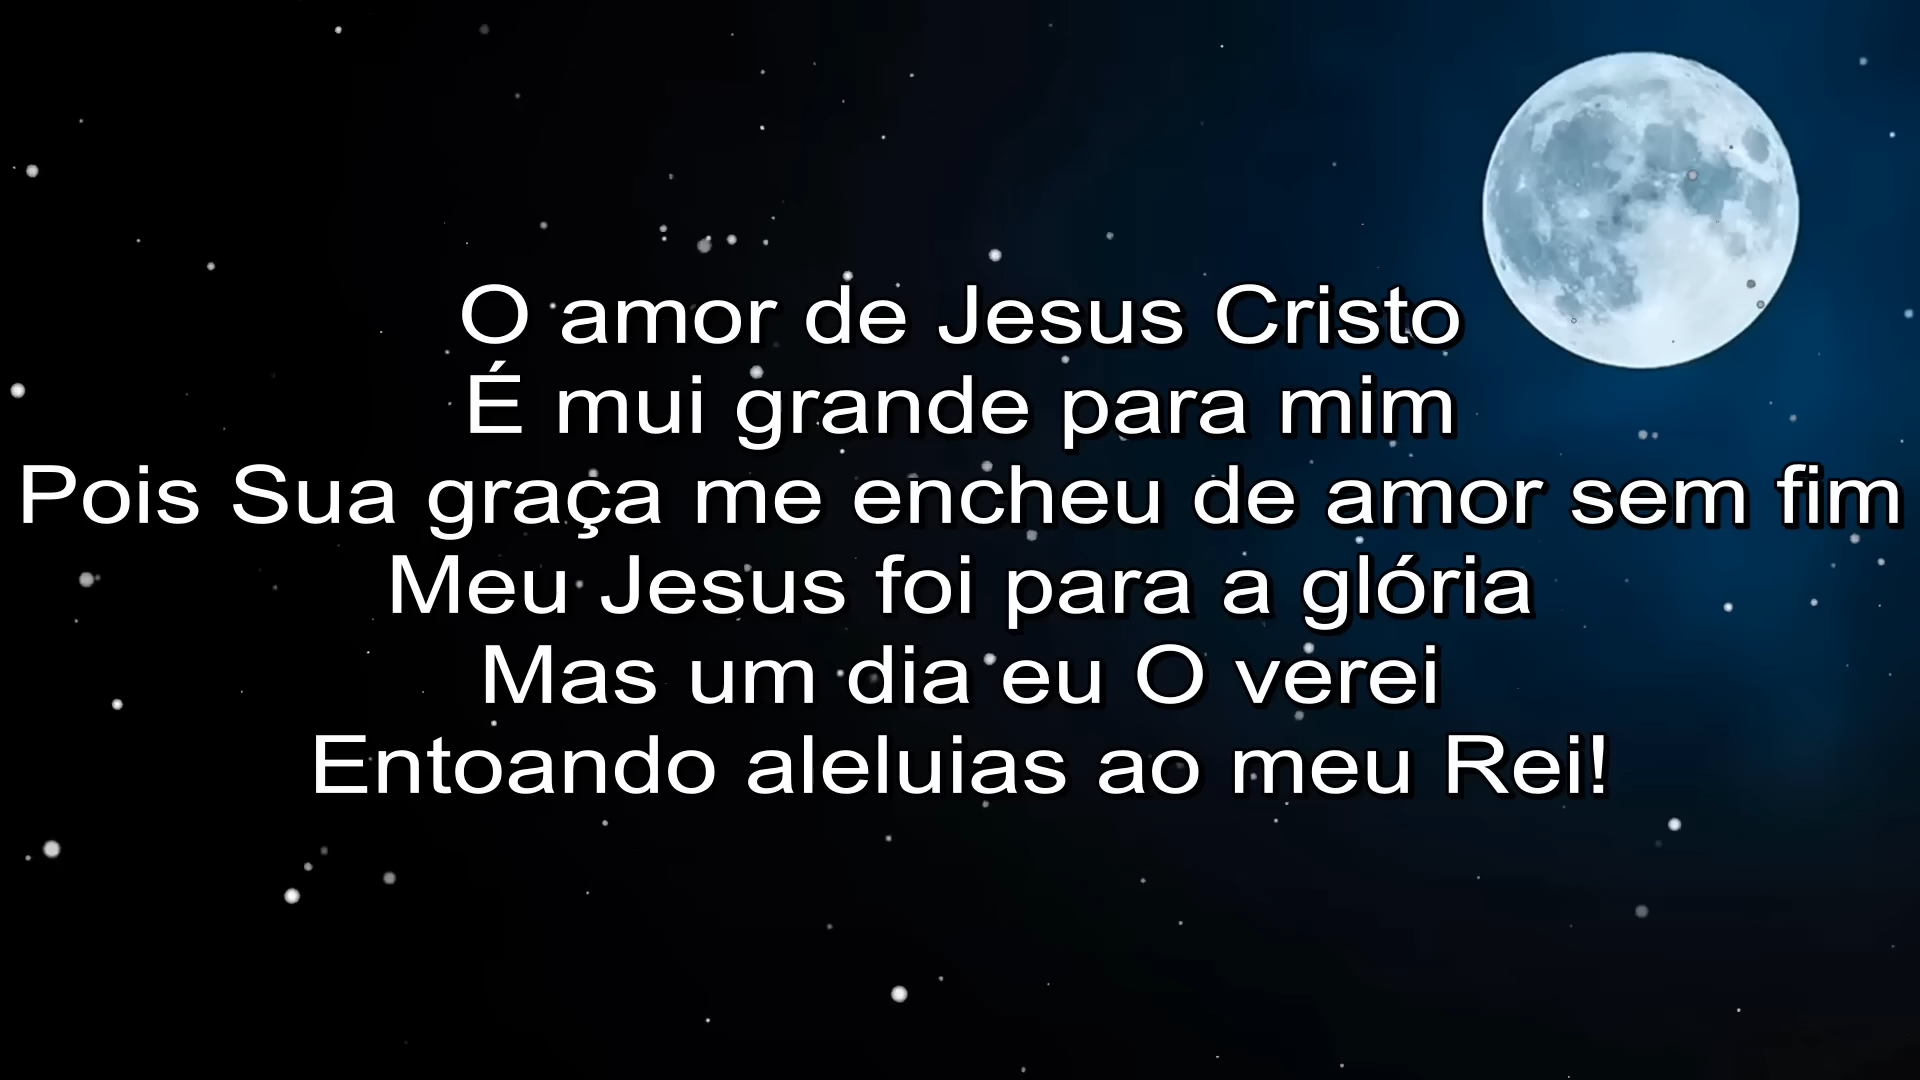 O amor de Jesus Cristo
É mui grande para mim
Pois Sua graça me encheu de amor sem fim
Meu Jesus foi para a glória
Mas um dia eu O verei
Entoando aleluias ao meu Rei!